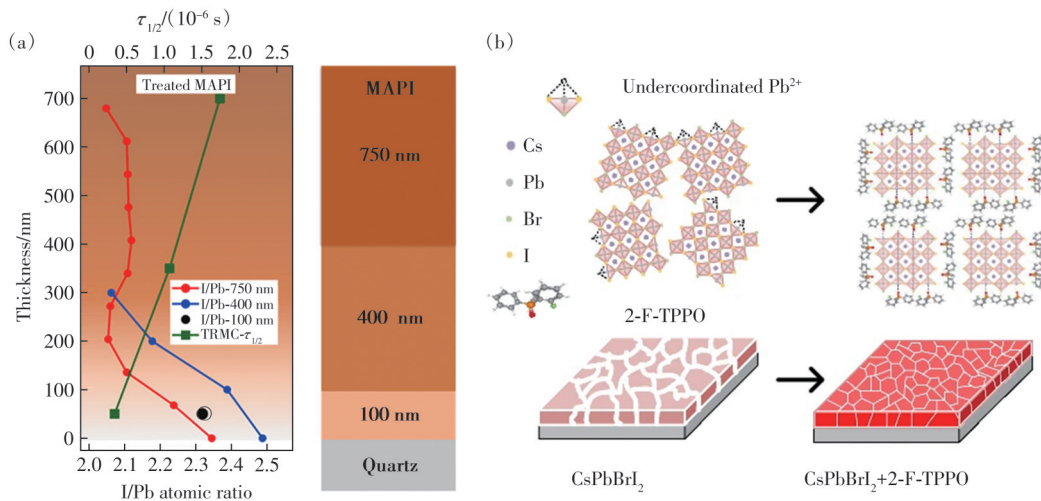 (a)
τ1/2/(10⁻⁶ s)
0 0.5 1.0 1.5 2.0 2.5 3.0
Treated MAPI
Thickness/nm
700
600
500
400
300
200
100
0
I/Pb-750 nm
I/Pb-400 nm
I/Pb-100 nm
TRMC-τ1/2
2.0 2.1 2.2 2.3 2.4 2.5
I/Pb atomic ratio
MAPI
750 nm
400 nm
100 nm
Quartz
(b)
Undercoordinated Pb²⁺
Cs
Pb
Br
I
2-F-TPPO
CsPbBrI₂
CsPbBrI₂+2-F-TPPO